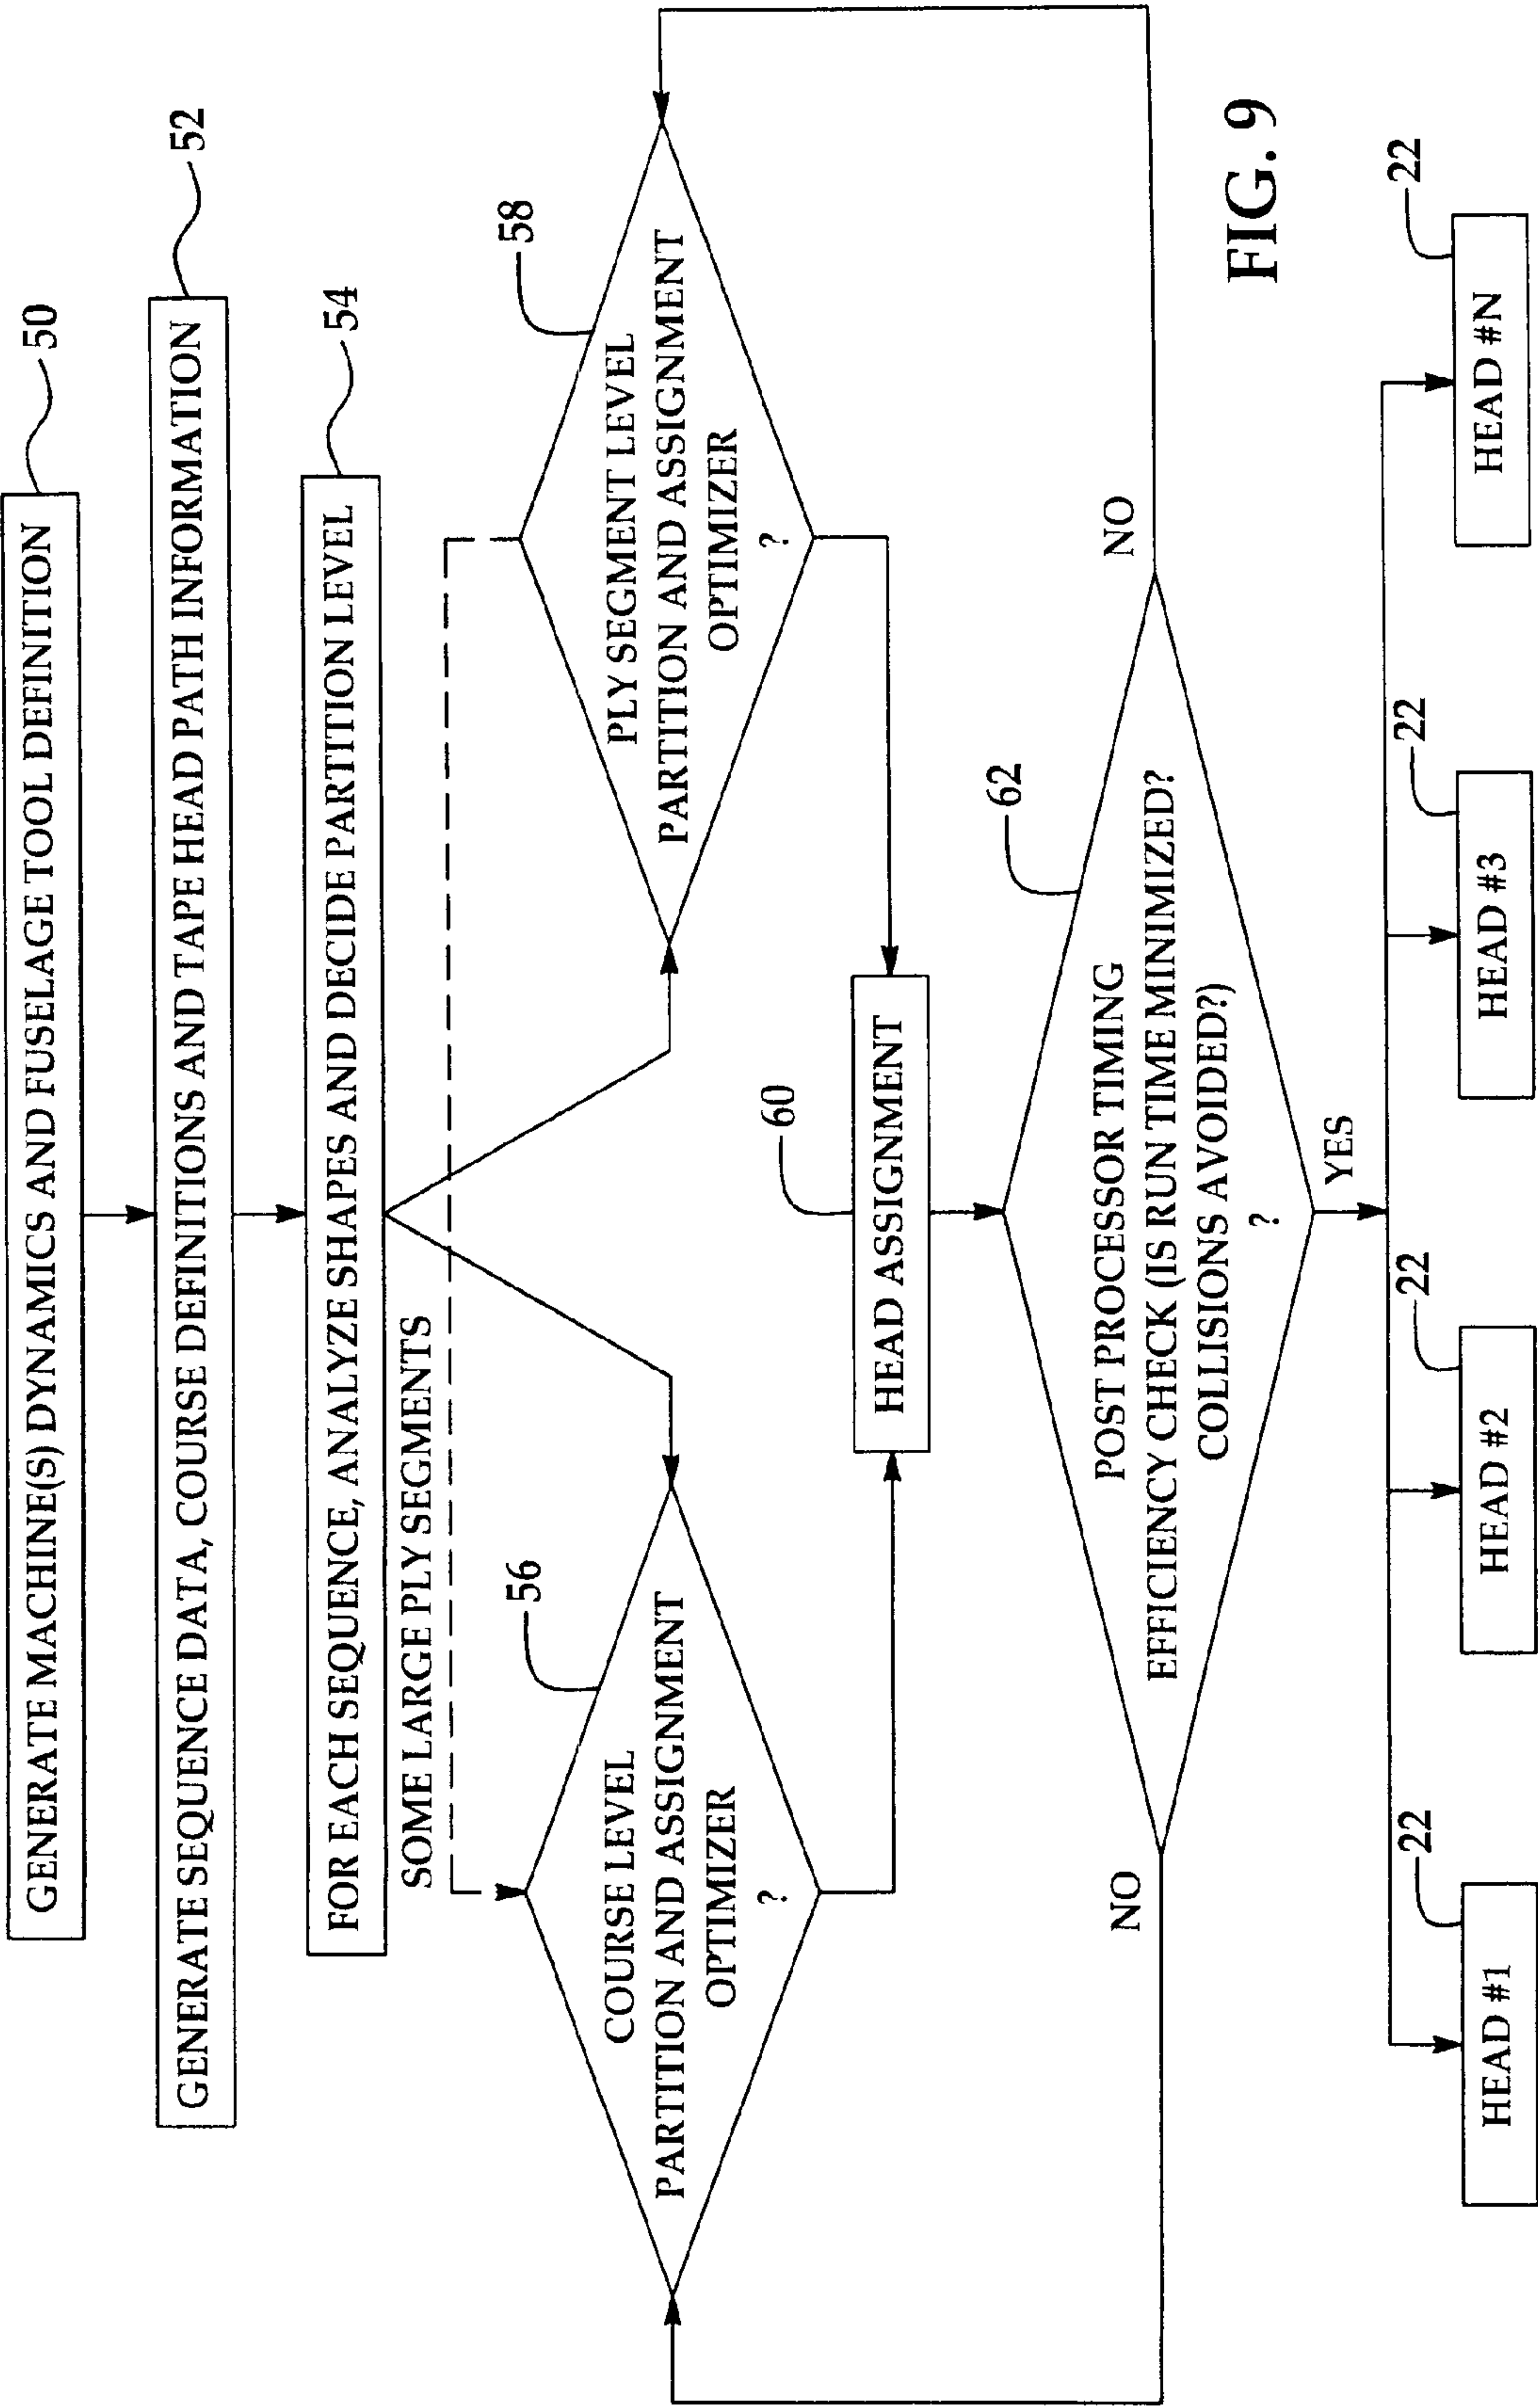 GENERATE MACHINE(S) DYNAMICS AND FUSELAGE TOOL DEFINITION
50
GENERATE SEQUENCE DATA, COURSE DEFINITIONS AND TAPE HEAD PATH INFORMATION
52
FOR EACH SEQUENCE, ANALYZE SHAPES AND DECIDE PARTITION LEVEL
54
SOME LARGE PLY SEGMENTS
56
COURSE LEVEL
PARTITION AND ASSIGNMENT
OPTIMIZER
?
58
PLY SEGMENT LEVEL
PARTITION AND ASSIGNMENT
OPTIMIZER
?
60
HEAD ASSIGNMENT
62
POST PROCESSOR TIMING
EFFICIENCY CHECK (IS RUN TIME MINIMIZED?
COLLISIONS AVOIDED?)
?
NO
NO
YES
22
HEAD #1
22
HEAD #2
22
HEAD #3
22
HEAD #N
FIG. 9